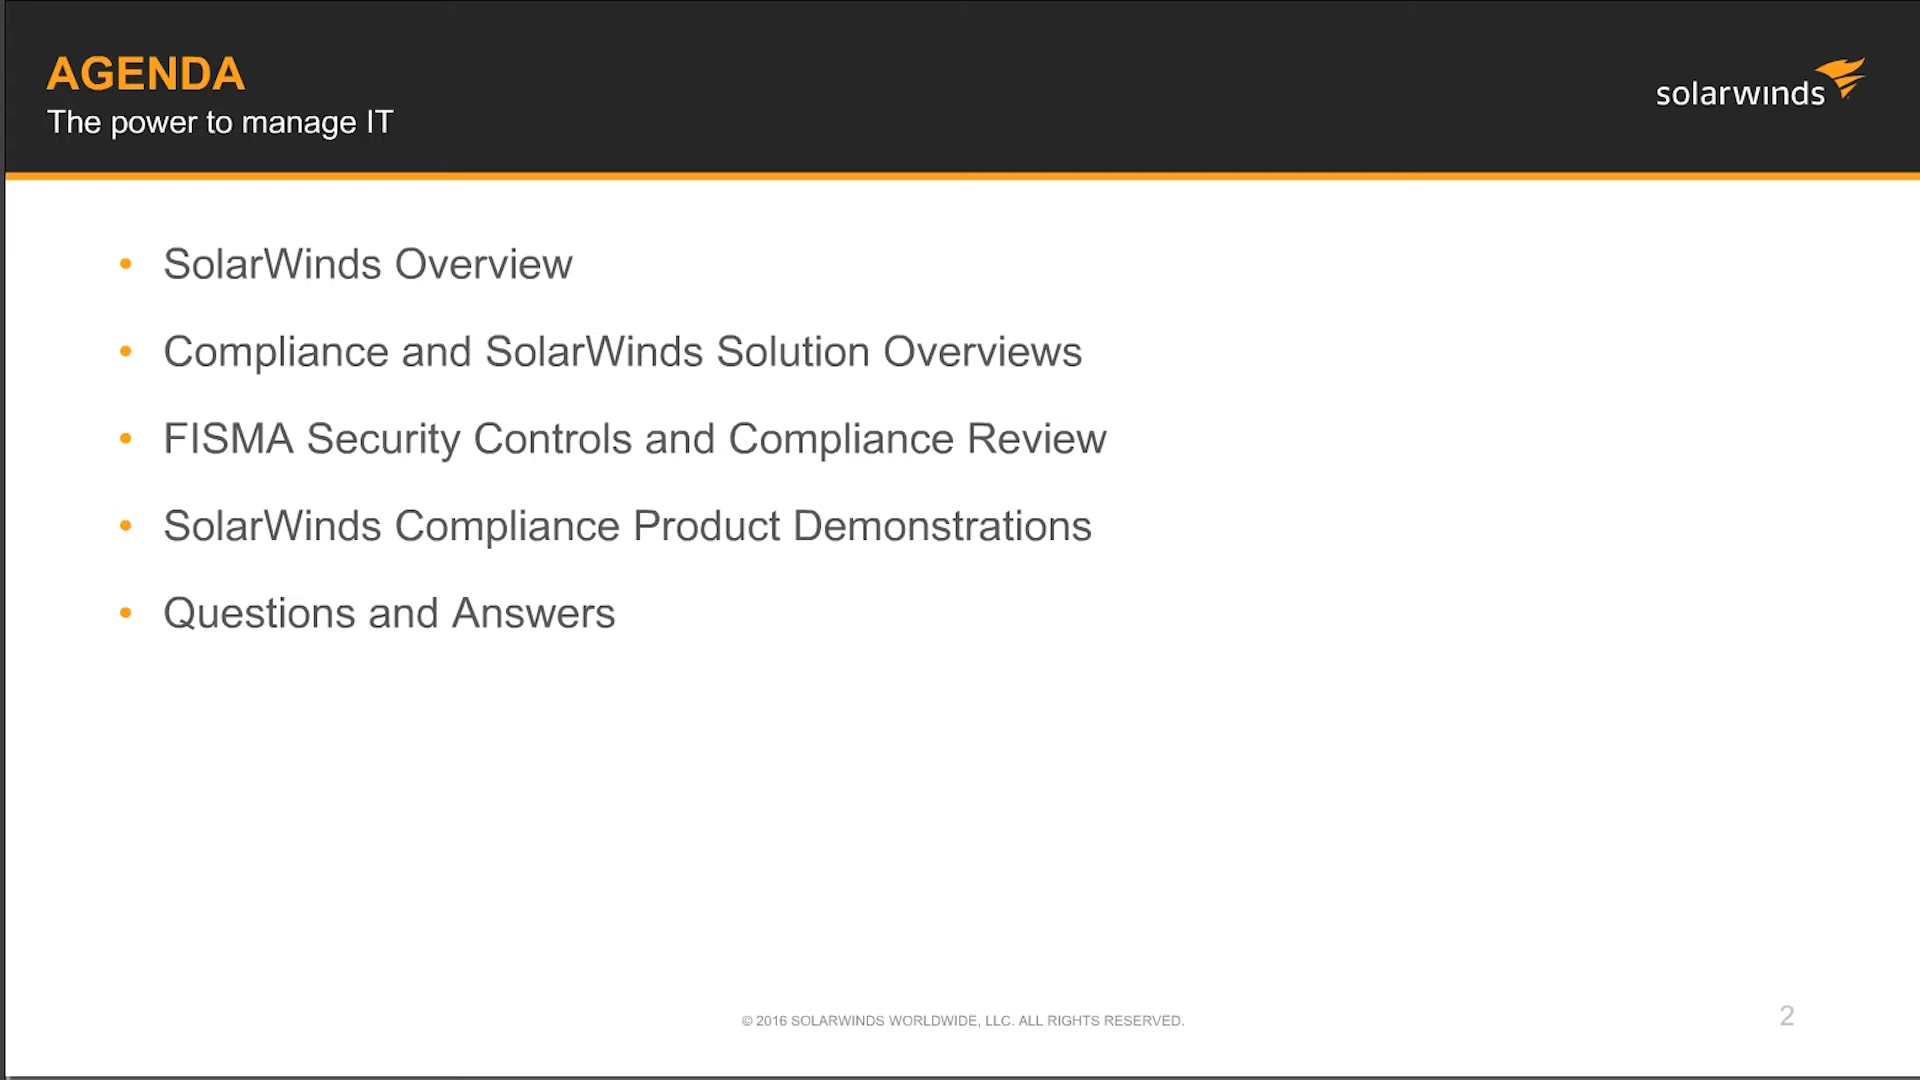 AGENDA
The power to manage IT
solarwinds
• SolarWinds Overview
• Compliance and SolarWinds Solution Overviews
• FISMA Security Controls and Compliance Review
• SolarWinds Compliance Product Demonstrations
• Questions and Answers
© 2016 SOLARWINDS WORLDWIDE, LLC. ALL RIGHTS RESERVED.
2